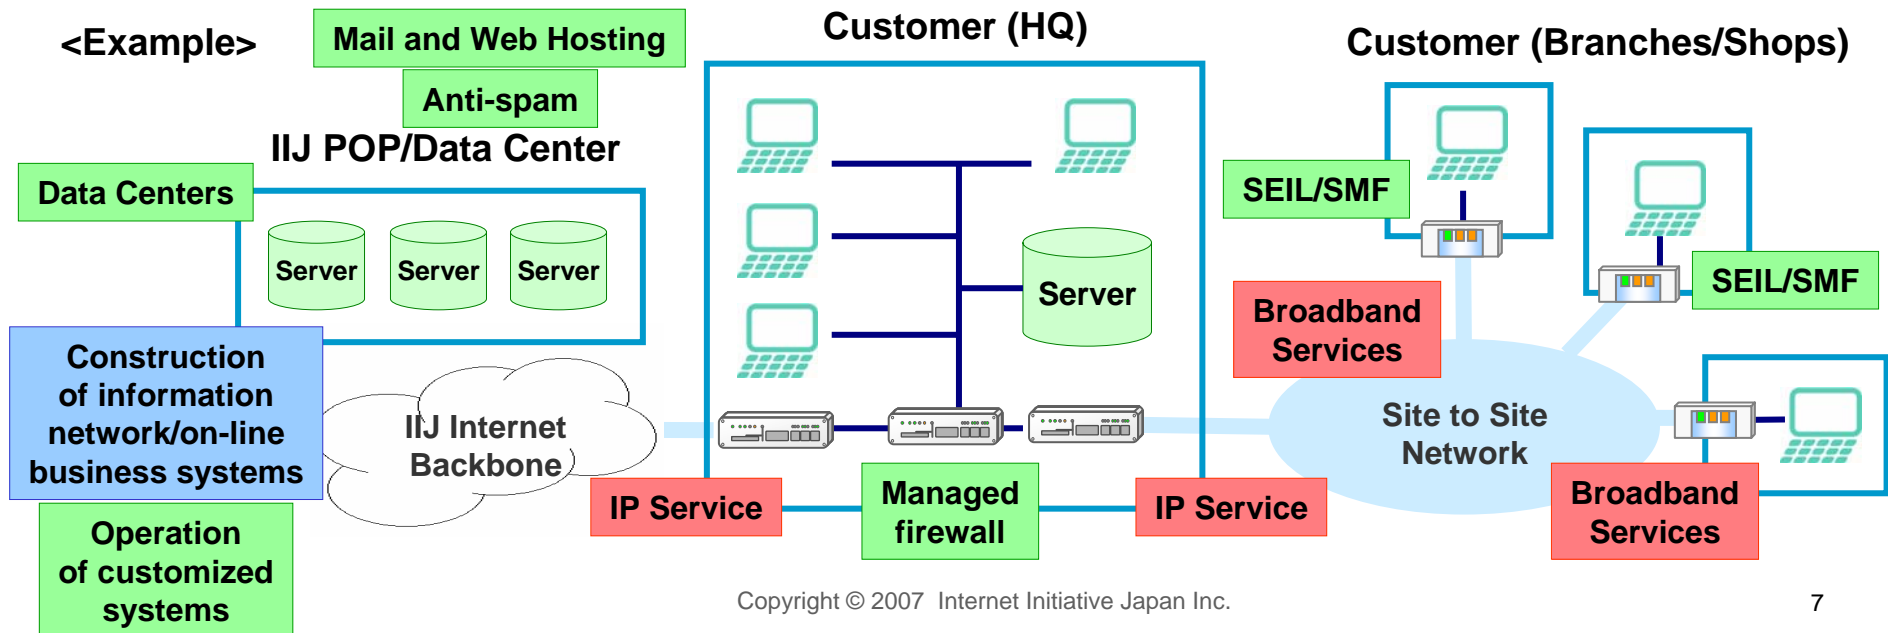 <Example>
Mail and Web Hosting
Anti-spam
IIJ POP/Data Center
Data Centers
Server
Server
Server
Construction
of information
network/on-line
business systems
Operation
of customized
systems
IIJ Internet
Backbone
Customer (HQ)
Server
IP Service
Managed
firewall
IP Service
Customer (Branches/Shops)
SEIL/SMF
SEIL/SMF
Broadband
Services
Site to Site
Network
Broadband
Services
Copyright © 2007 Internet Initiative Japan Inc.
7